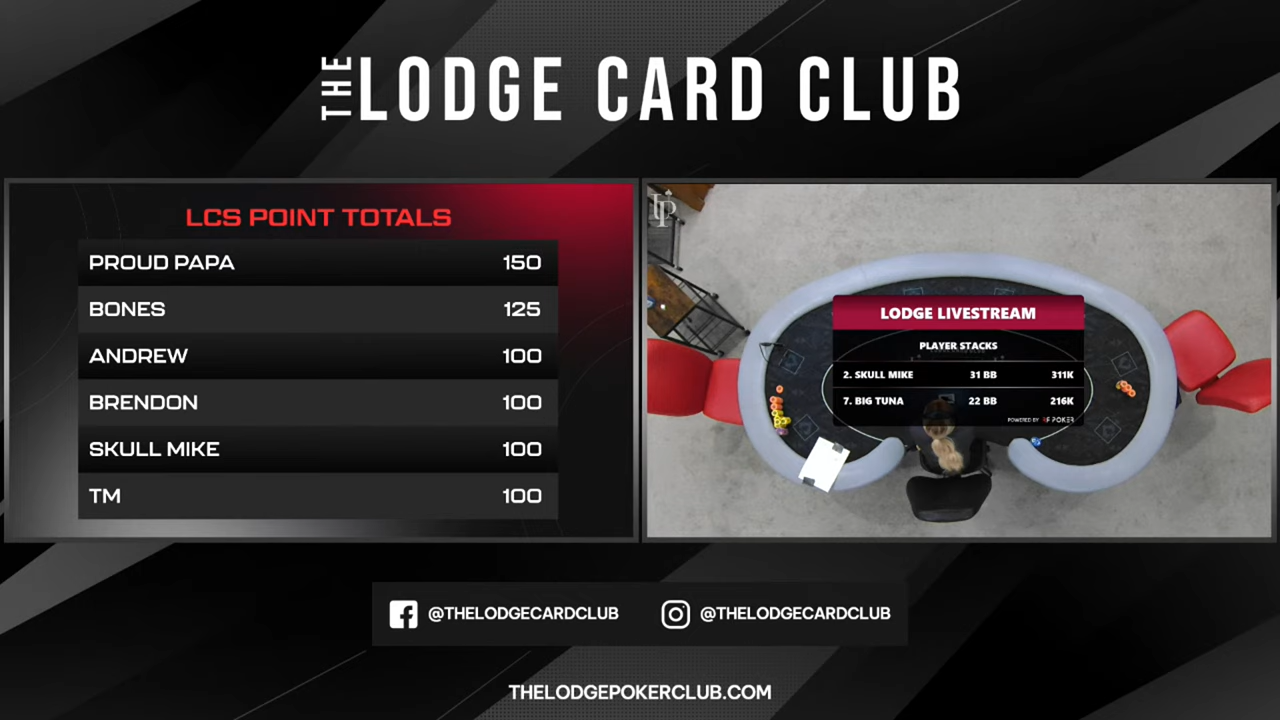 THE LODGE CARD CLUB
LCS POINT TOTALS
PROUD PAPA 150
BONES 125
ANDREW 100
BRENDON 100
SKULL MIKE 100
TM 100
LODGE LIVESTREAM
PLAYER STACKS
2. SKULL MIKE 31 BB 311K
7. BIG TUNA 22 BB 216K
POWERED BY RF POKER
@THELODGECARDCLUB @THELODGECARDCLUB
THELODGEPOKERCLUB.COM